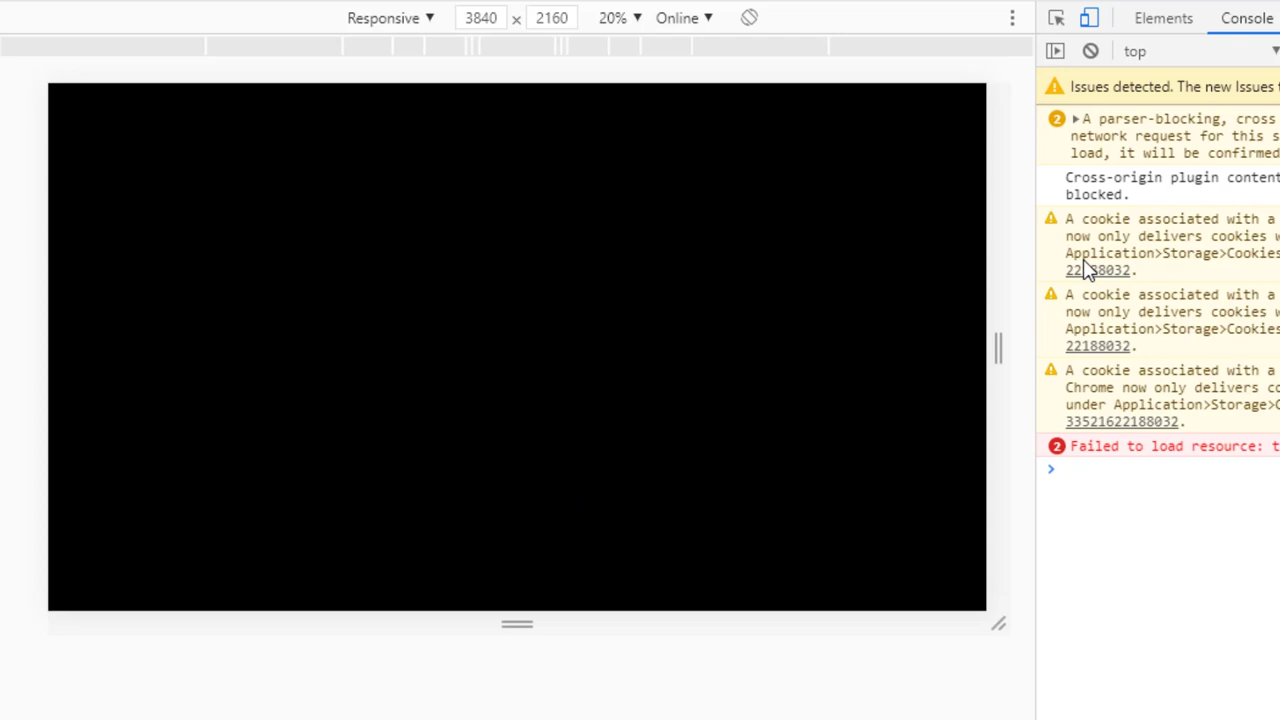 Responsive 3840 × 2160 20% Online
Elements Console
top
Issues detected. The new Issues
2 A parser-blocking, cross
network request for this s
load, it will be confirmed
Cross-origin plugin content
blocked.
A cookie associated with a
now only delivers cookies w
Application>Storage>Cookies
22188032.
A cookie associated with a
now only delivers cookies w
Application>Storage>Cookies
22188032.
A cookie associated with a
Chrome now only delivers co
under Application>Storage>C
33521622188032.
2 Failed to load resource: t